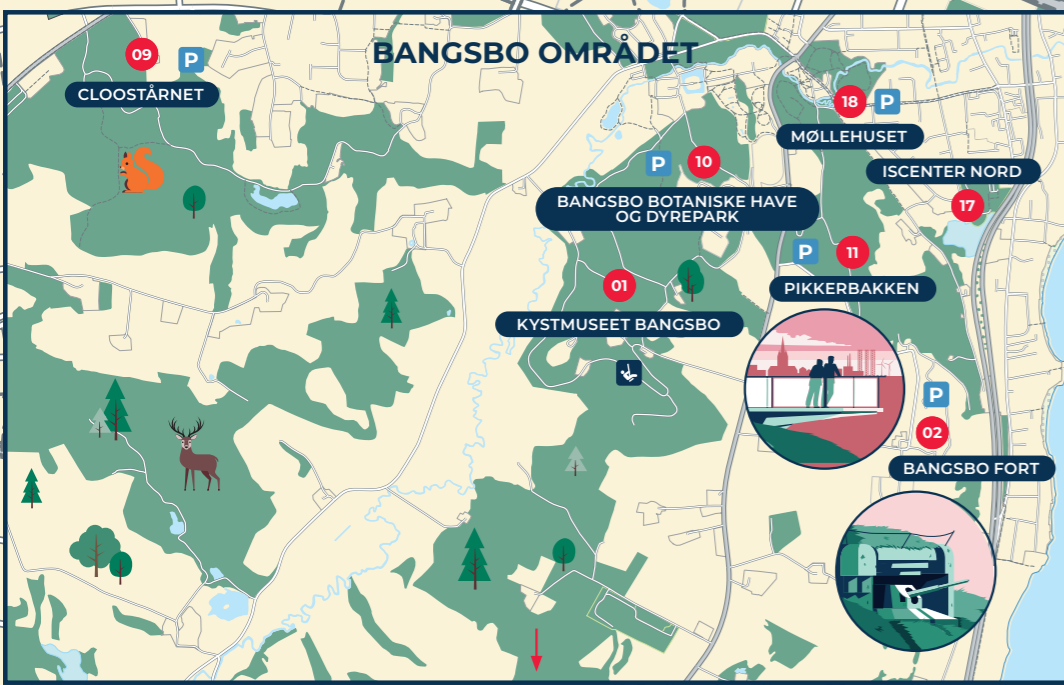 BANGSBO OMRÅDET
09
P
CLOOSTÅRNET
18
P
MØLLEHUSET
ISCENTER NORD
17
P
10
BANGSBO BOTANISKE HAVE
OG DYREPARK
P
11
PIKKERBAKKEN
01
KYSTMUSEET BANGSBO
P
02
BANGSBO FORT